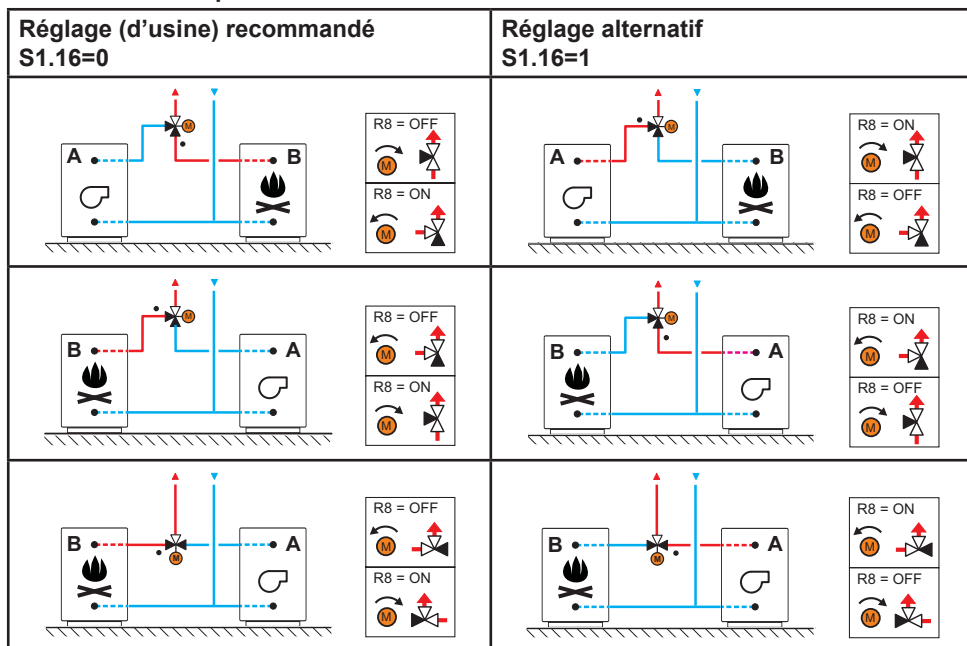 Réglage (d’usine) recommandé
S1.16=0
Réglage alternatif
S1.16=1
M
A
B
R8 = OFF
M
R8 = ON
M
M
A
B
R8 = ON
M
R8 = OFF
M
M
B
A
R8 = OFF
M
R8 = ON
M
M
B
A
R8 = ON
M
R8 = OFF
M
B
A
M
R8 = OFF
M
R8 = ON
M
B
A
M
R8 = ON
M
R8 = OFF
M